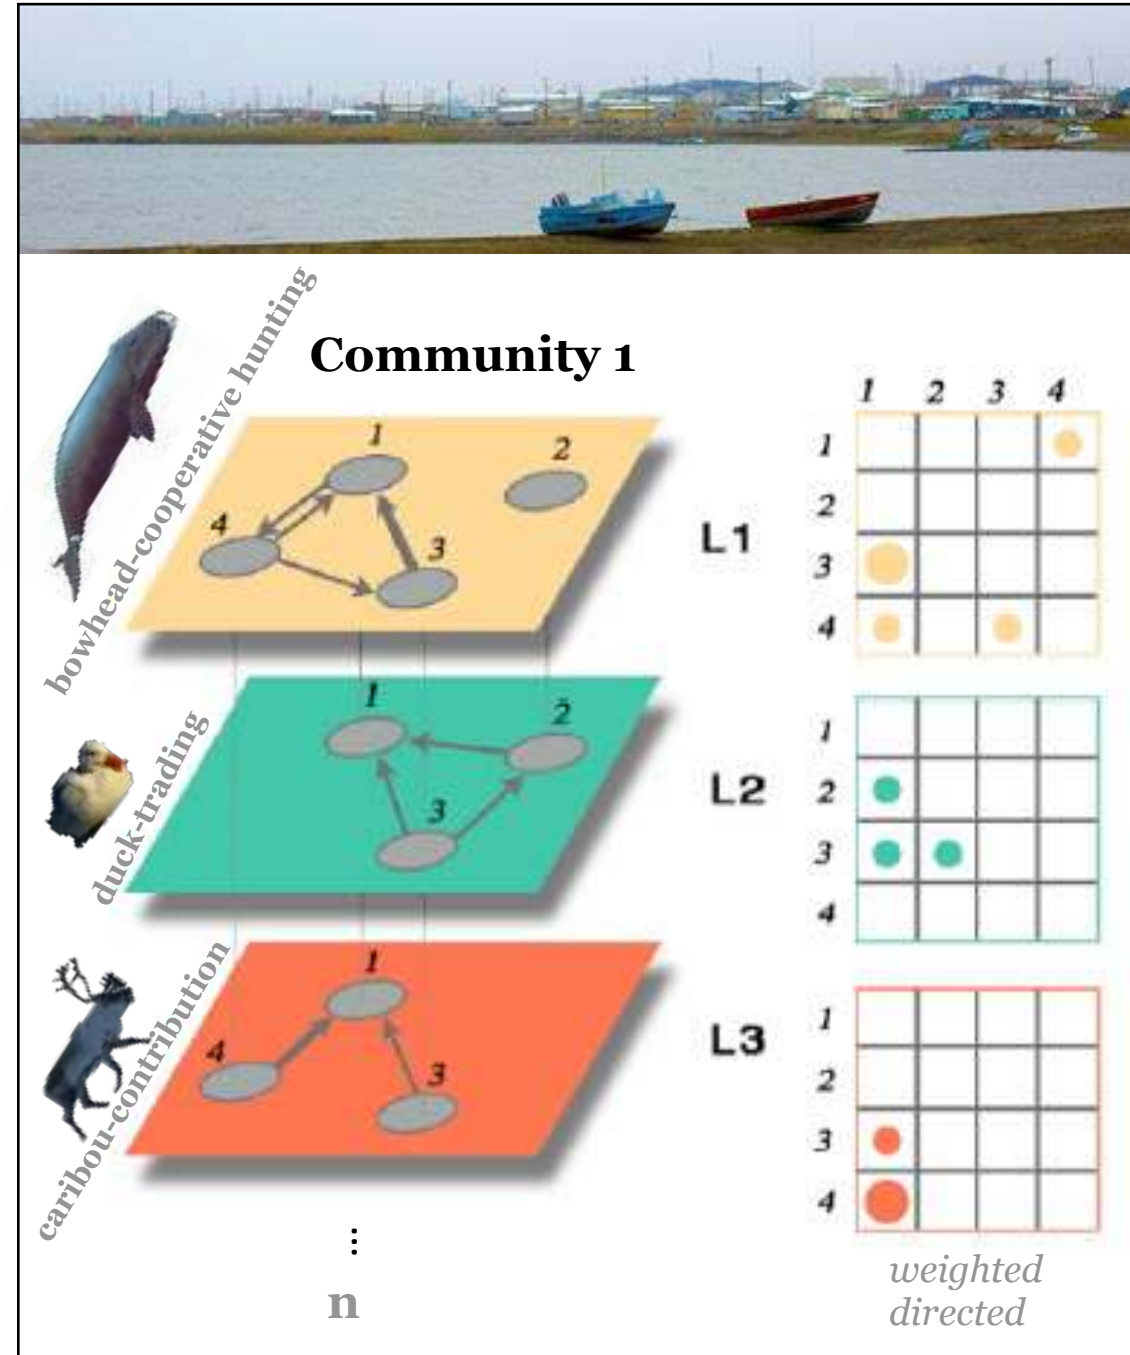 bowhead-cooperative hunting
Community 1
1
2
4
3
L1
1 2 3 4
1
2
3
4
duck-trading
1
2
3
L2
1
2
3
4
caribou-contribution
1
4
3
L3
1
2
3
4
⋮
n
weighted
directed